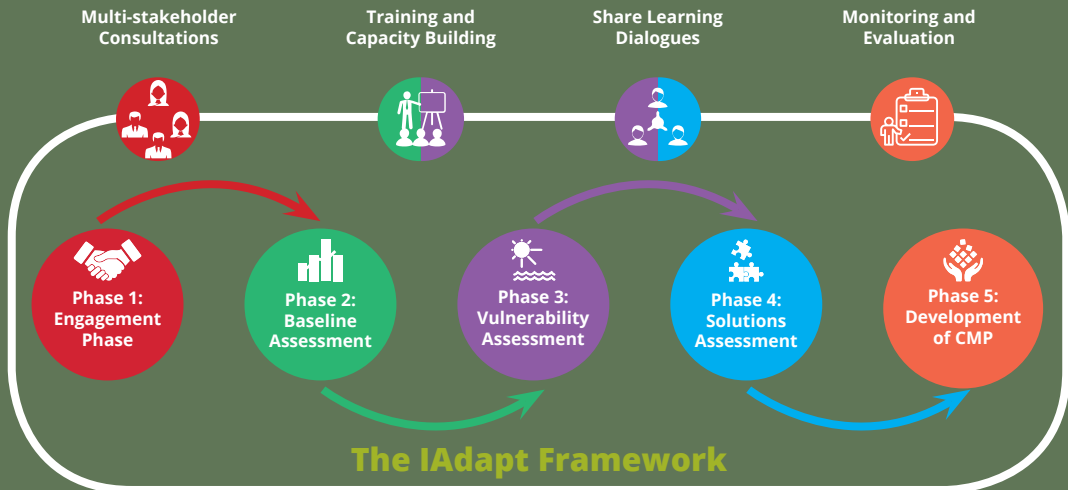 Multi-stakeholder
Consultations
Training and
Capacity Building
Share Learning
Dialogues
Monitoring and
Evaluation
Phase 1:
Engagement
Phase
Phase 2:
Baseline
Assessment
Phase 3:
Vulnerability
Assessment
Phase 4:
Solutions
Assessment
Phase 5:
Development
of CMP
The IAdapt Framework